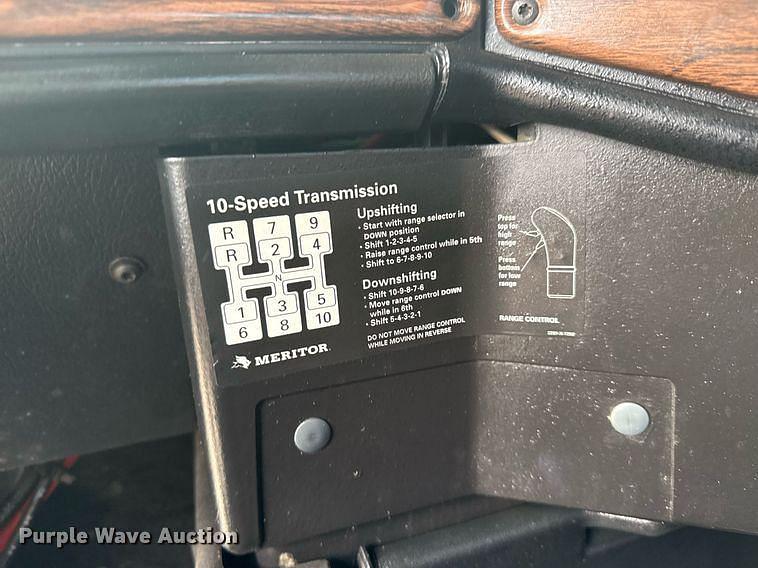 10-Speed Transmission
R 7 9
R 2 4
N
1 3 5
6 8 10
MERITOR
Upshifting
• Start with range selector in
DOWN position
• Shift 1-2-3-4-5
• Raise range control while in 5th
• Shift to 6-7-8-9-10
Downshifting
• Shift 10-9-8-7-6
• Move range control DOWN
while in 6th
• Shift 5-4-3-2-1
DO NOT MOVE RANGE CONTROL
WHILE MOVING IN REVERSE
Press
top for
high
range
Press
bottom
for low
range
RANGE CONTROL
Purple Wave Auction